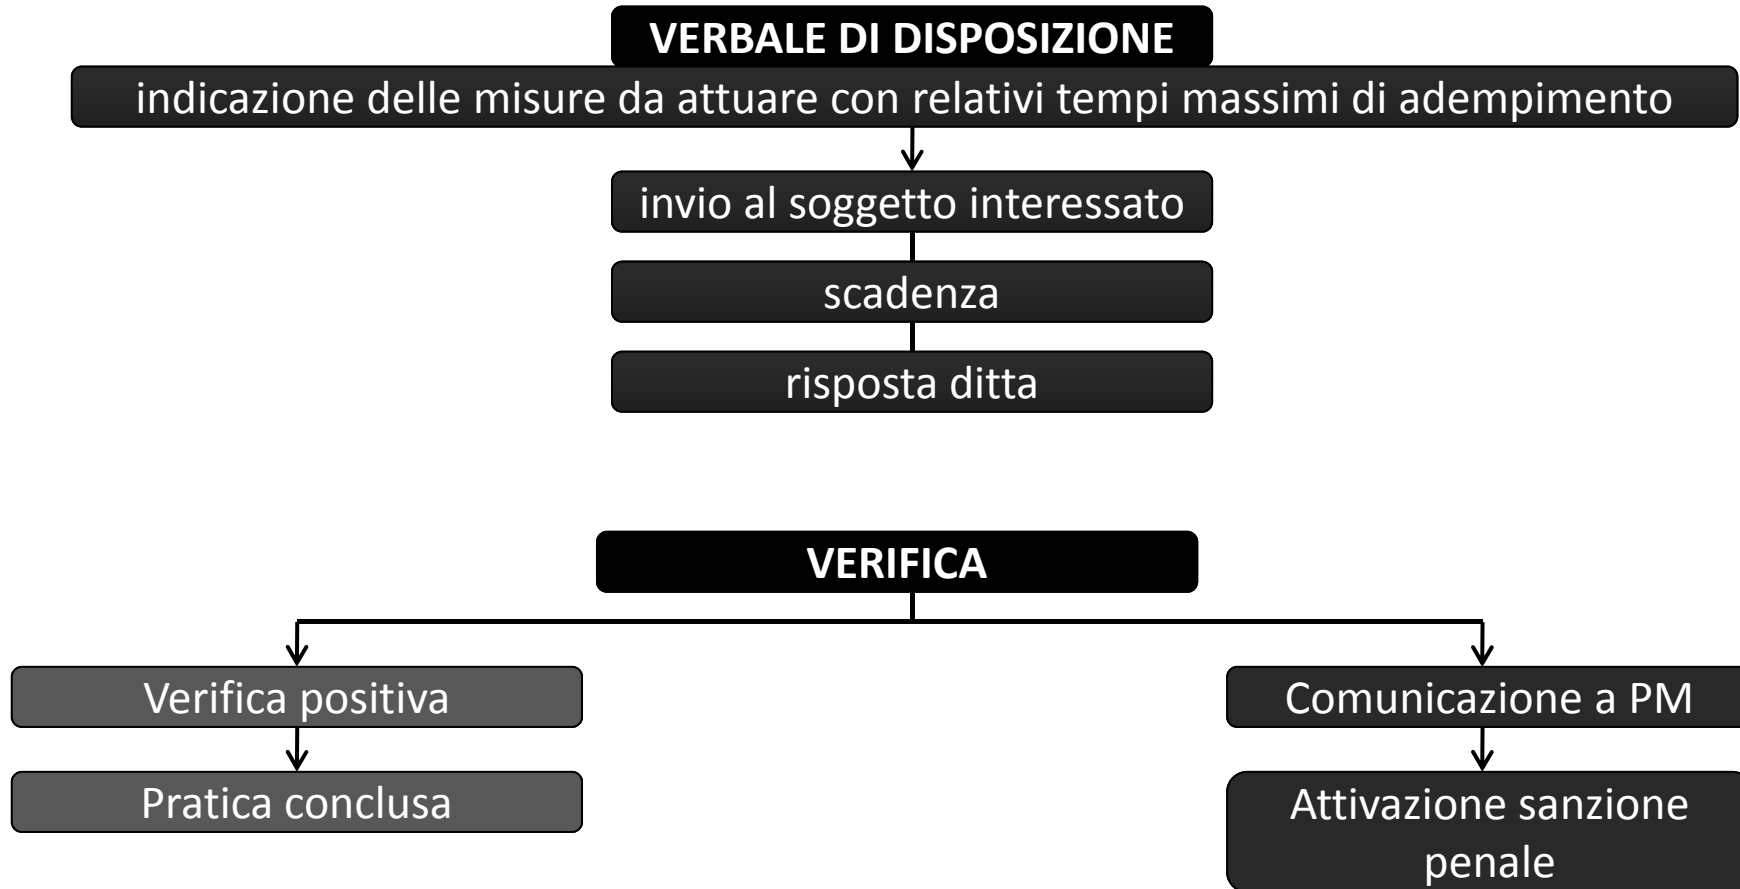 VERBALE DI DISPOSIZIONE
indicazione delle misure da attuare con relativi tempi massimi di adempimento
invio al soggetto interessato
scadenza
risposta ditta
VERIFICA
Verifica positiva
Comunicazione a PM
Pratica conclusa
Attivazione sanzione
penale